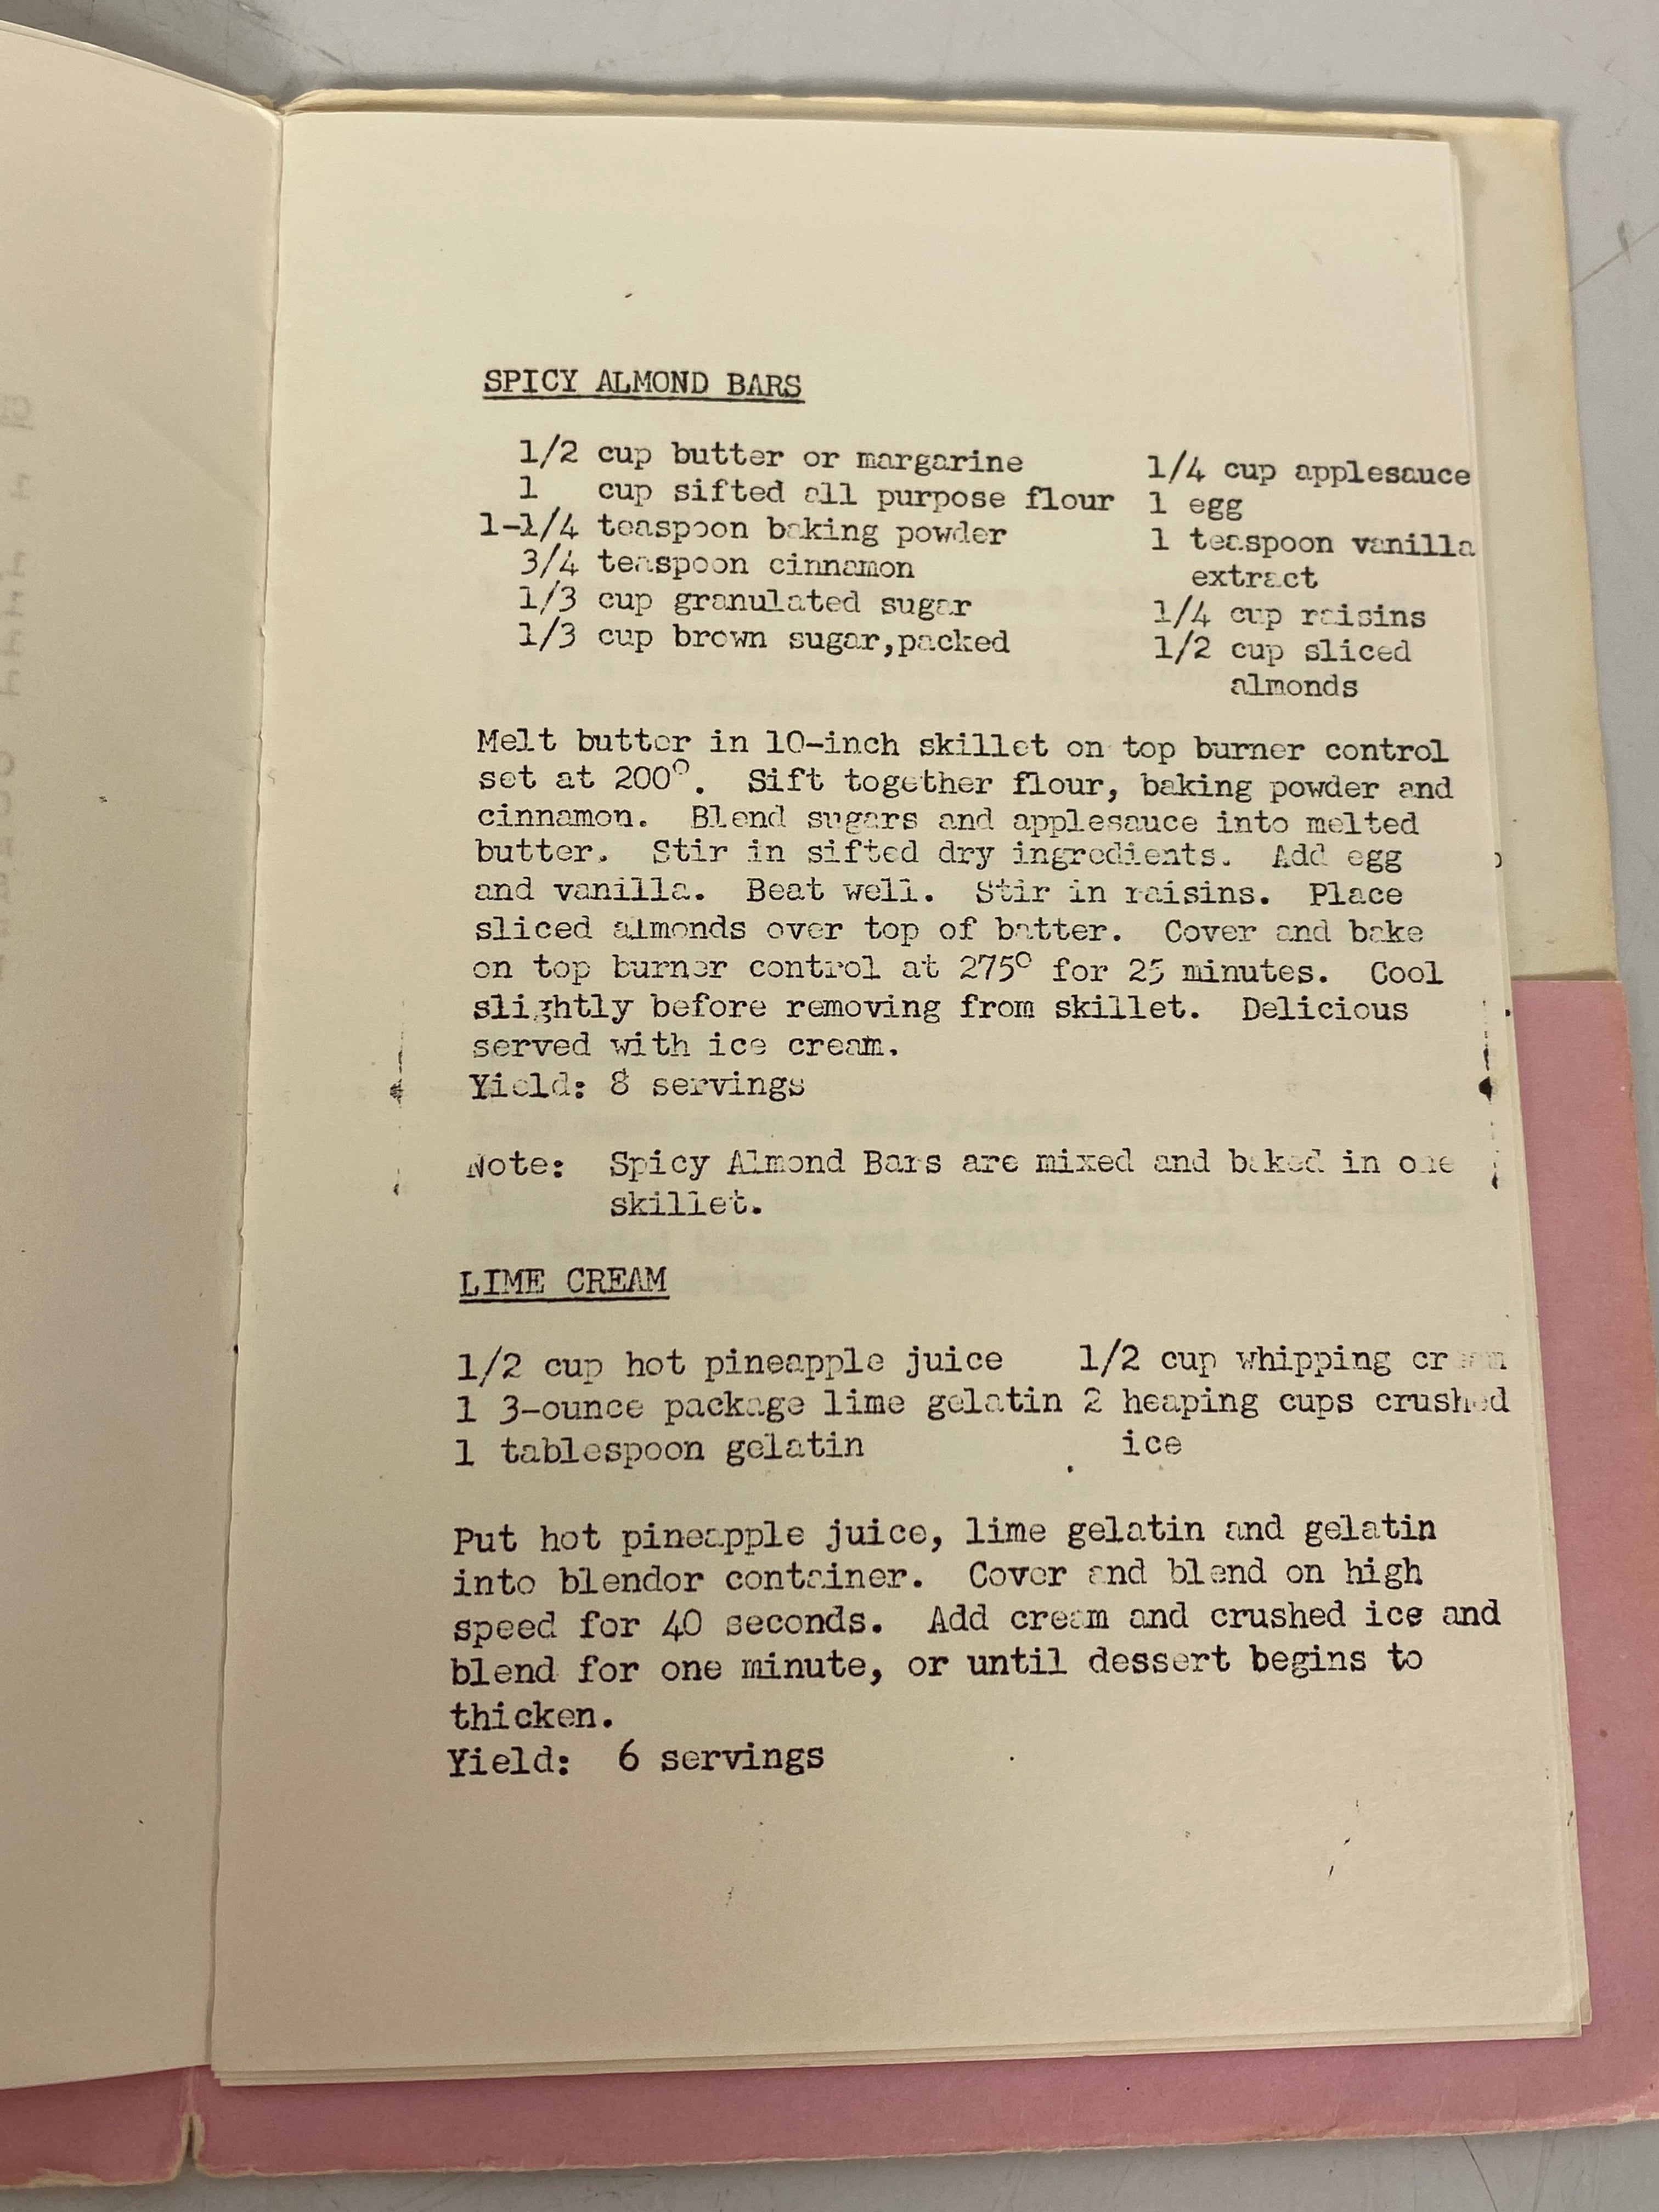 SPICY ALMOND BARS
1/2 cup butter or margarine
1 cup sifted all purpose flour
1-1/4 teaspoon baking powder
3/4 teaspoon cinnamon
1/3 cup granulated sugar
1/3 cup brown sugar,packed
1/4 cup applesauce
1 egg
1 teaspoon vanilla
extract
1/4 cup raisins
1/2 cup sliced
almonds
Melt butter in 10-inch skillet on top burner control
set at 200°. Sift together flour, baking powder and
cinnamon. Blend sugars and applesauce into melted
butter. Stir in sifted dry ingredients. Add egg
and vanilla. Beat well. Stir in raisins. Place
sliced almonds over top of batter. Cover and bake
on top burner control at 275° for 25 minutes. Cool
slightly before removing from skillet. Delicious
served with ice cream.
Yield: 8 servings
Note: Spicy Almond Bars are mixed and baked in one
skillet.
LIME CREAM
1/2 cup hot pineapple juice
1 3-ounce package lime gelatin
1 tablespoon gelatin
1/2 cup whipping cream
2 heaping cups crushed
ice
Put hot pineapple juice, lime gelatin and gelatin
into blendor container. Cover and blend on high
speed for 40 seconds. Add cream and crushed ice and
blend for one minute, or until dessert begins to
thicken.
Yield: 6 servings